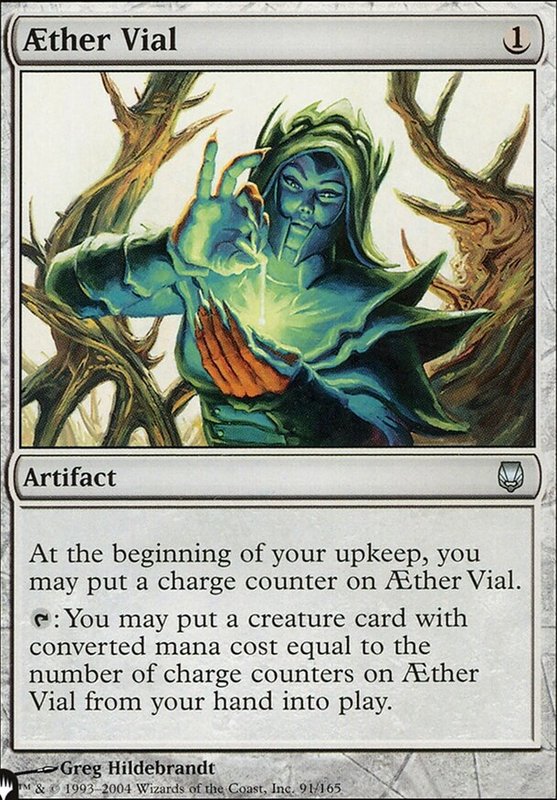 Æther Vial 1
Artifact
At the beginning of your upkeep, you
may put a charge counter on Æther Vial.
: You may put a creature card with
converted mana cost equal to the
number of charge counters on Æther
Vial from your hand into play.
Greg Hildebrandt
™ & © 1993–2004 Wizards of the Coast, Inc. 91/165